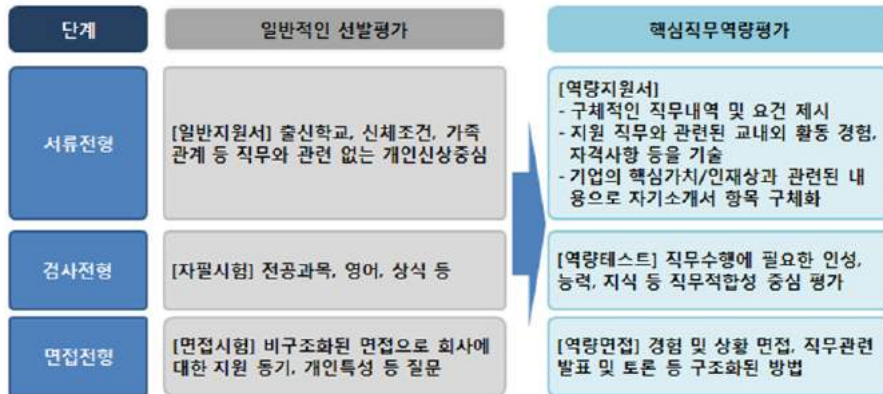 단계
일반적인 선발평가
핵심직무역량평가
서류전형
[일반지원서] 출신학교, 신체조건, 가족
관계 등 직무와 관련 없는 개인신상중심
[역량지원서]
- 구체적인 직무내역 및 요건 제시
- 지원 직무와 관련된 교내외 활동 경험,
자격사항 등을 기술
- 기업의 핵심가치/인재상과 관련된 내
용으로 자기소개서 항목 구체화
검사전형
[자필시험] 전공과목, 영어, 상식 등
[역량테스트] 직무수행에 필요한 인성,
능력, 지식 등 직무적합성 중심 평가
면접전형
[면접시험] 비구조화된 면접으로 회사에
대한 지원 동기, 개인특성 등 질문
[역량면접] 경험 및 상황 면접, 직무관련
발표 및 토론 등 구조화된 방법